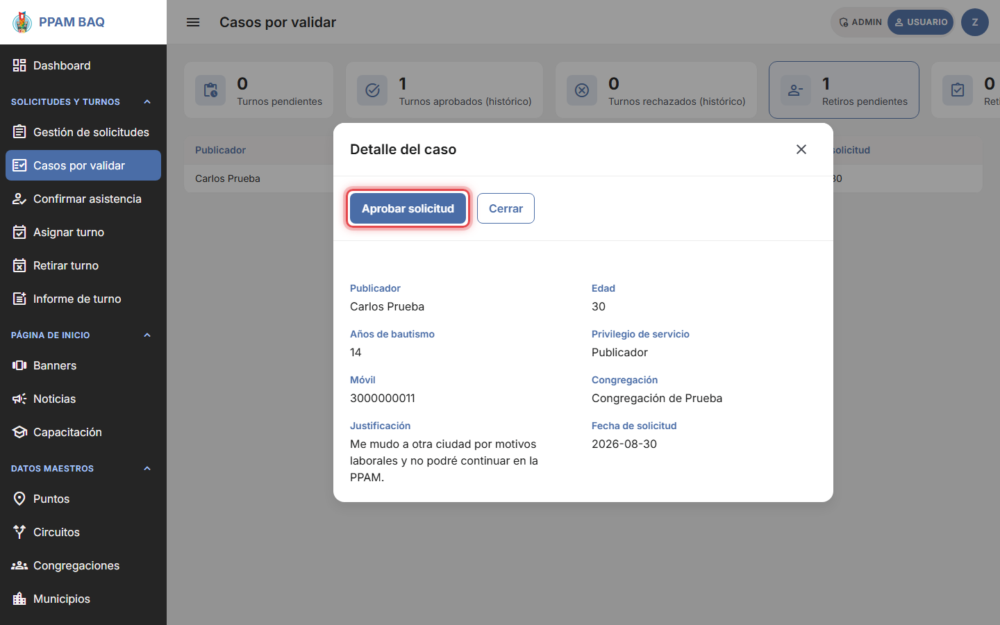 PPAM BAQ
Casos por validar
ADMIN
USUARIO
Z
Dashboard
SOLICITUDES Y TURNOS
Gestión de solicitudes
Casos por validar
Confirmar asistencia
Asignar turno
Retirar turno
Informe de turno
PÁGINA DE INICIO
Banners
Noticias
Capacitación
DATOS MAESTROS
Puntos
Circuitos
Congregaciones
Municipios
0
Turnos pendientes
1
Turnos aprobados (histórico)
0
Turnos rechazados (histórico)
1
Retiros pendientes
0
Reti
Publicador
solicitud
Carlos Prueba
30
Detalle del caso
Aprobar solicitud
Cerrar
Publicador
Carlos Prueba
Edad
30
Años de bautismo
14
Privilegio de servicio
Publicador
Móvil
3000000011
Congregación
Congregación de Prueba
Justificación
Me mudo a otra ciudad por motivos
laborales y no podré continuar en la
PPAM.
Fecha de solicitud
2026-08-30